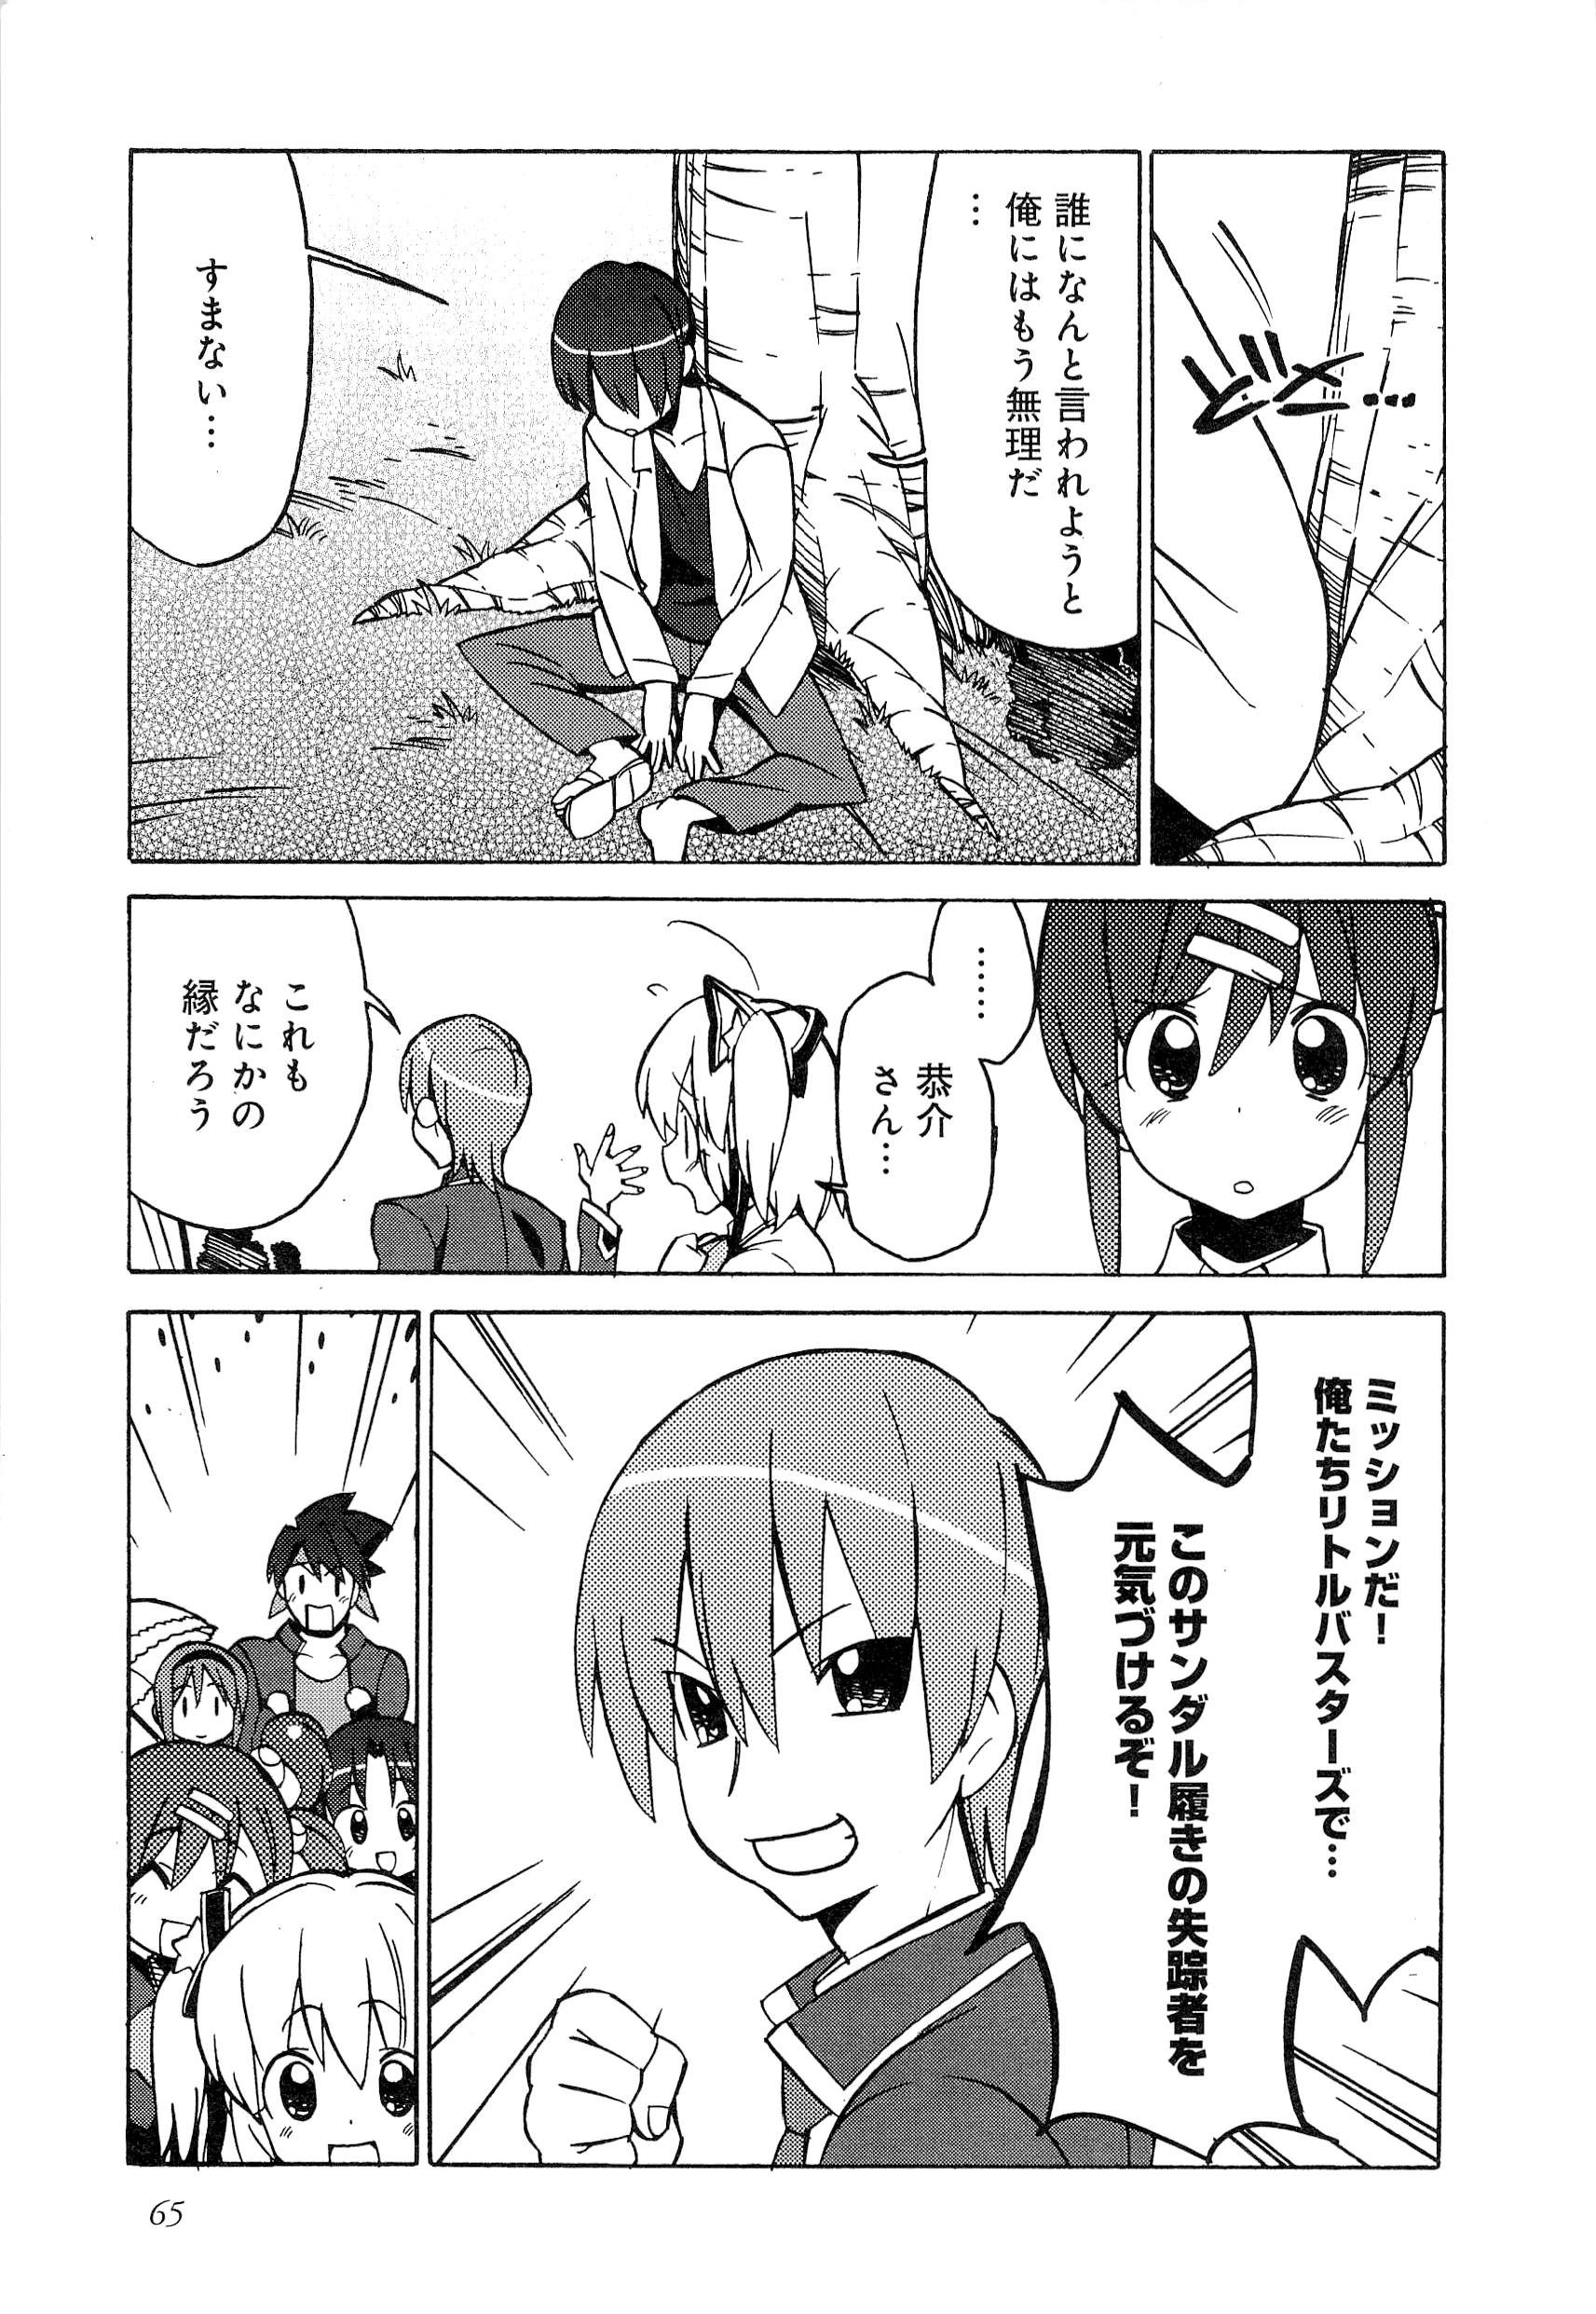 ドサ…
誰になんと言われようと
俺にはもう無理だ
…
すまない…
……
恭介
さん…
これも
なにかの
縁だろう
ミッションだ！
俺たちリトルバスターズで…
このサンダル履きの失踪者を
元気づけるぞ！
65